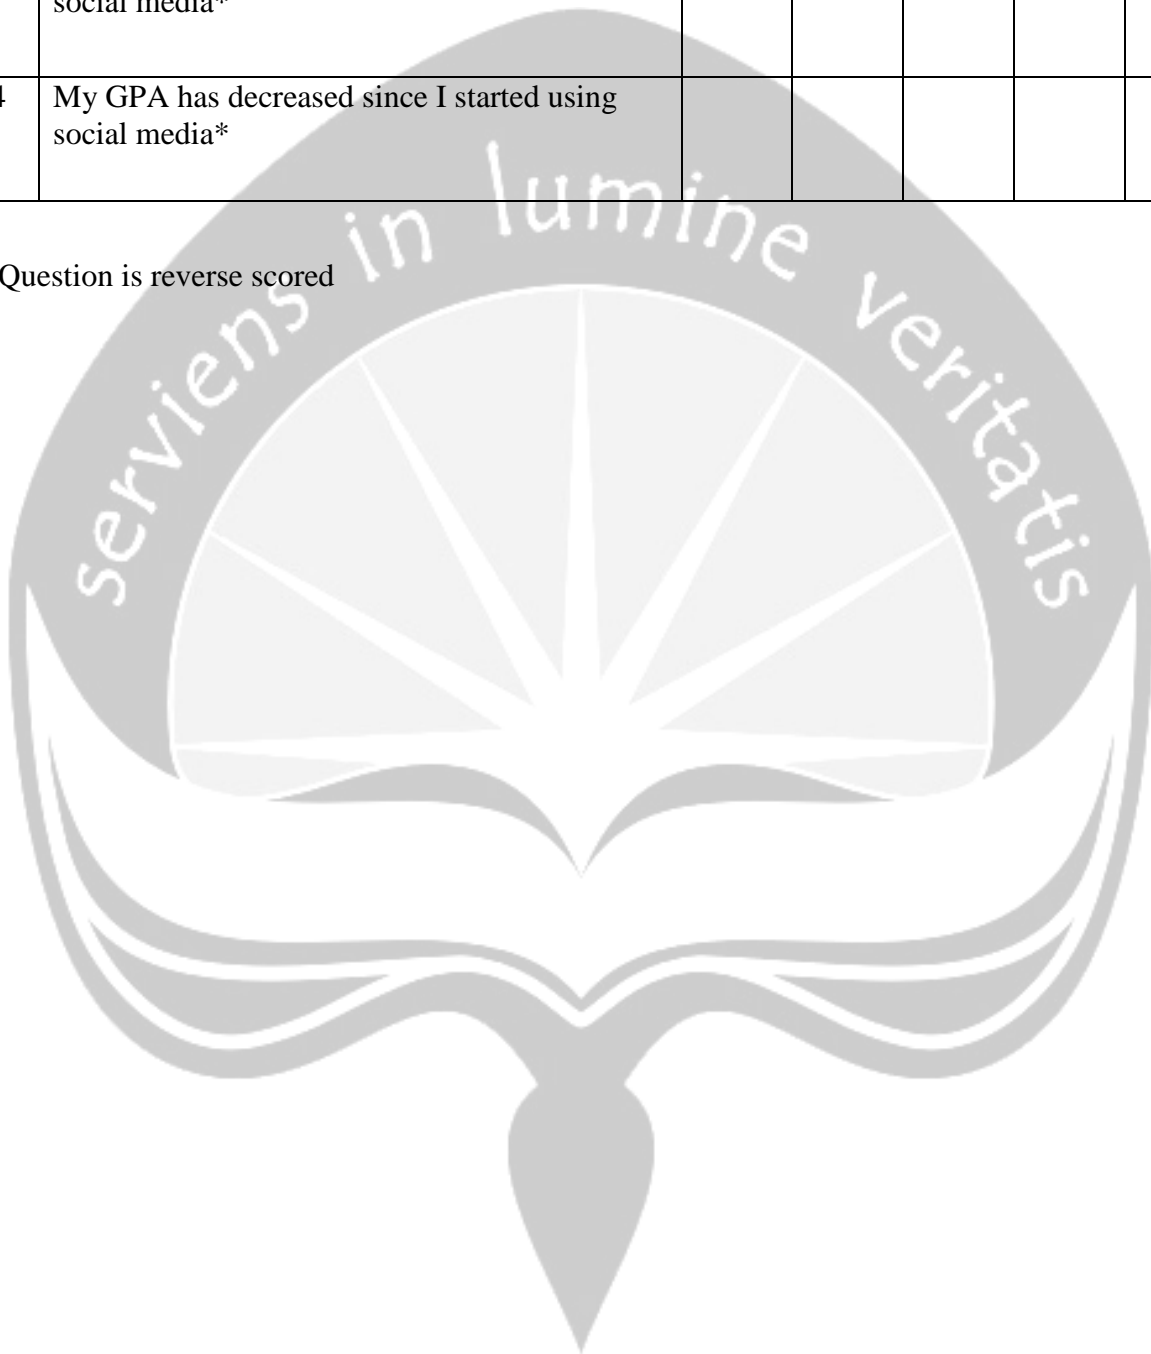 social media*
4
My GPA has decreased since I started using
social media*
Question is reverse scored
serviens in lumine veritatis